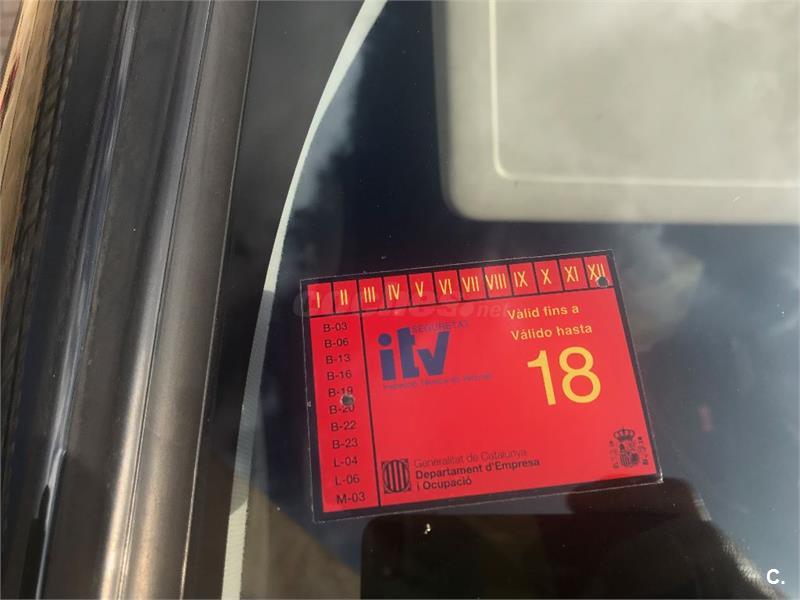 I II III IV V VI VII VIII IX X XI XII
B-03
B-06
B-13
B-16
B-19
B-20
B-22
B-23
L-04
L-06
M-03
SEGURETAT
itv
Vàlid fins a
Válido hasta
18
Generalitat de Catalunya
Departament d'Empresa
i Ocupació
C.